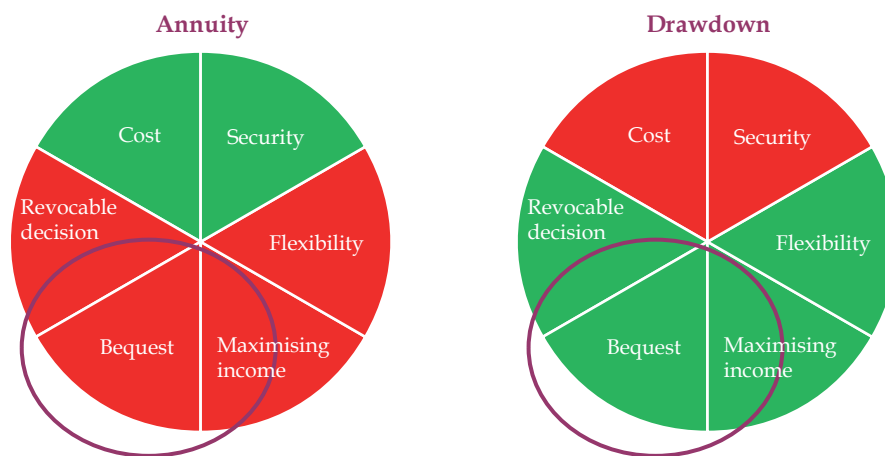 Annuity
Cost
Security
Revocable
decision
Flexibility
Bequest
Maximising
income
Drawdown
Cost
Security
Revocable
decision
Flexibility
Bequest
Maximising
income